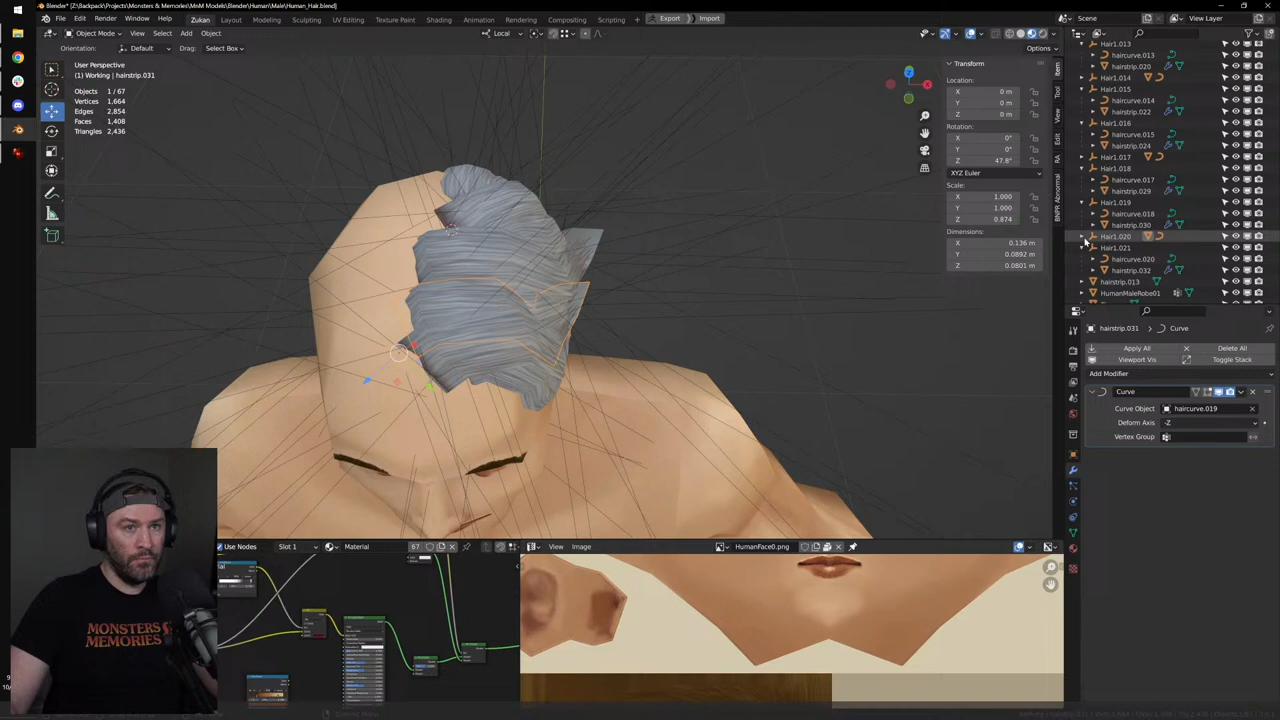 Blender* [Z:\Backpack\Projects\Monsters & Memories\MnM Models\Blender\Human\Male\Human_Hair.blend]
File Edit Render Window Help Zukan Layout Modeling Sculpting UV Editing Texture Paint Shading Animation Rendering Compositing Scripting Export Import Scene View Layer
Object Mode View Select Add Object Local
Orientation: Default Drag: Select Box Options
User Perspective
(1) Working | hairstrip.031
Objects 1 / 67
Vertices 1,664
Edges 2,854
Faces 1,408
Triangles 2,436
Transform
Location:
X 0 m
Y 0 m
Z 0 m
Rotation:
X 0°
Y 0°
Z 47.8°
XYZ Euler
Scale:
X 1.000
Y 1.000
Z 0.874
Dimensions:
X 0.136 m
Y 0.0892 m
Z 0.0801 m
Item
Tool
View
Edit
RA
BNPR Abnormal
Hair1.013
haircurve.013
hairstrip.020
Hair1.014
Hair1.015
haircurve.014
hairstrip.022
Hair1.016
haircurve.015
hairstrip.024
Hair1.017
Hair1.018
haircurve.017
hairstrip.029
Hair1.019
haircurve.018
hairstrip.030
Hair1.020
Hair1.021
haircurve.020
hairstrip.032
hairstrip.013
HumanMaleRobe01
hairstrip.031 Curve
Apply All Delete All
Viewport Vis Toggle Stack
Add Modifier
Curve
Curve Object haircurve.019
Deform Axis -Z
Vertex Group
Use Nodes Slot 1 Material 67
View Image HumanFace0.png
MONSTERS
MEMORIES